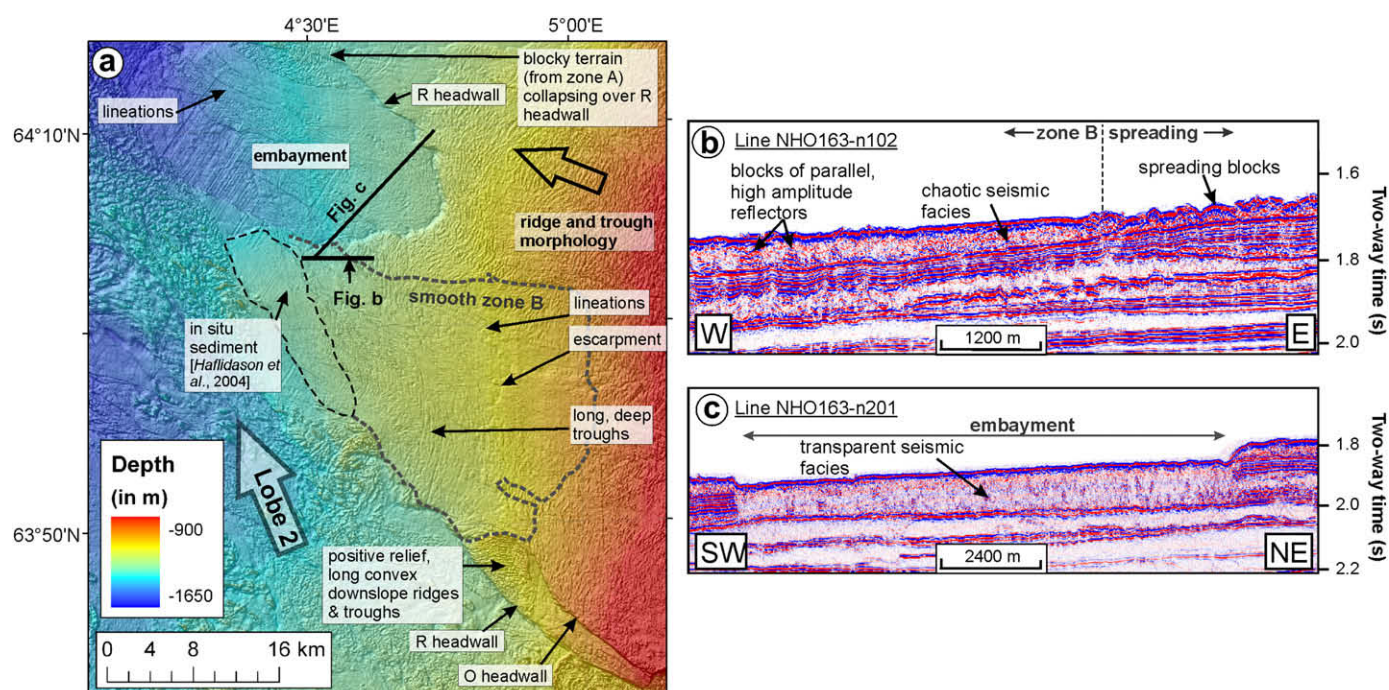 4°30'E
5°00'E
a
blocky terrain
(from zone A)
collapsing over R
headwall
R headwall
lineations
64°10'N
embayment
Fig. c
ridge and trough
morphology
Fig. b
smooth zone B
lineations
in situ
sediment
[Haflidason et
al., 2004]
escarpment
long, deep
troughs
Lobe 2
Depth
(in m)
-900
-1650
63°50'N
positive relief,
long convex
downslope ridges
& troughs
R headwall
O headwall
0 4 8 16 km
b Line NHO163-n102
zone B spreading
blocks of parallel,
high amplitude
reflectors
chaotic seismic
facies
spreading blocks
1.6
1.8
2.0
Two-way time (s)
W
1200 m
E
c Line NHO163-n201
embayment
transparent seismic
facies
1.8
2.0
2.2
Two-way time (s)
SW
2400 m
NE